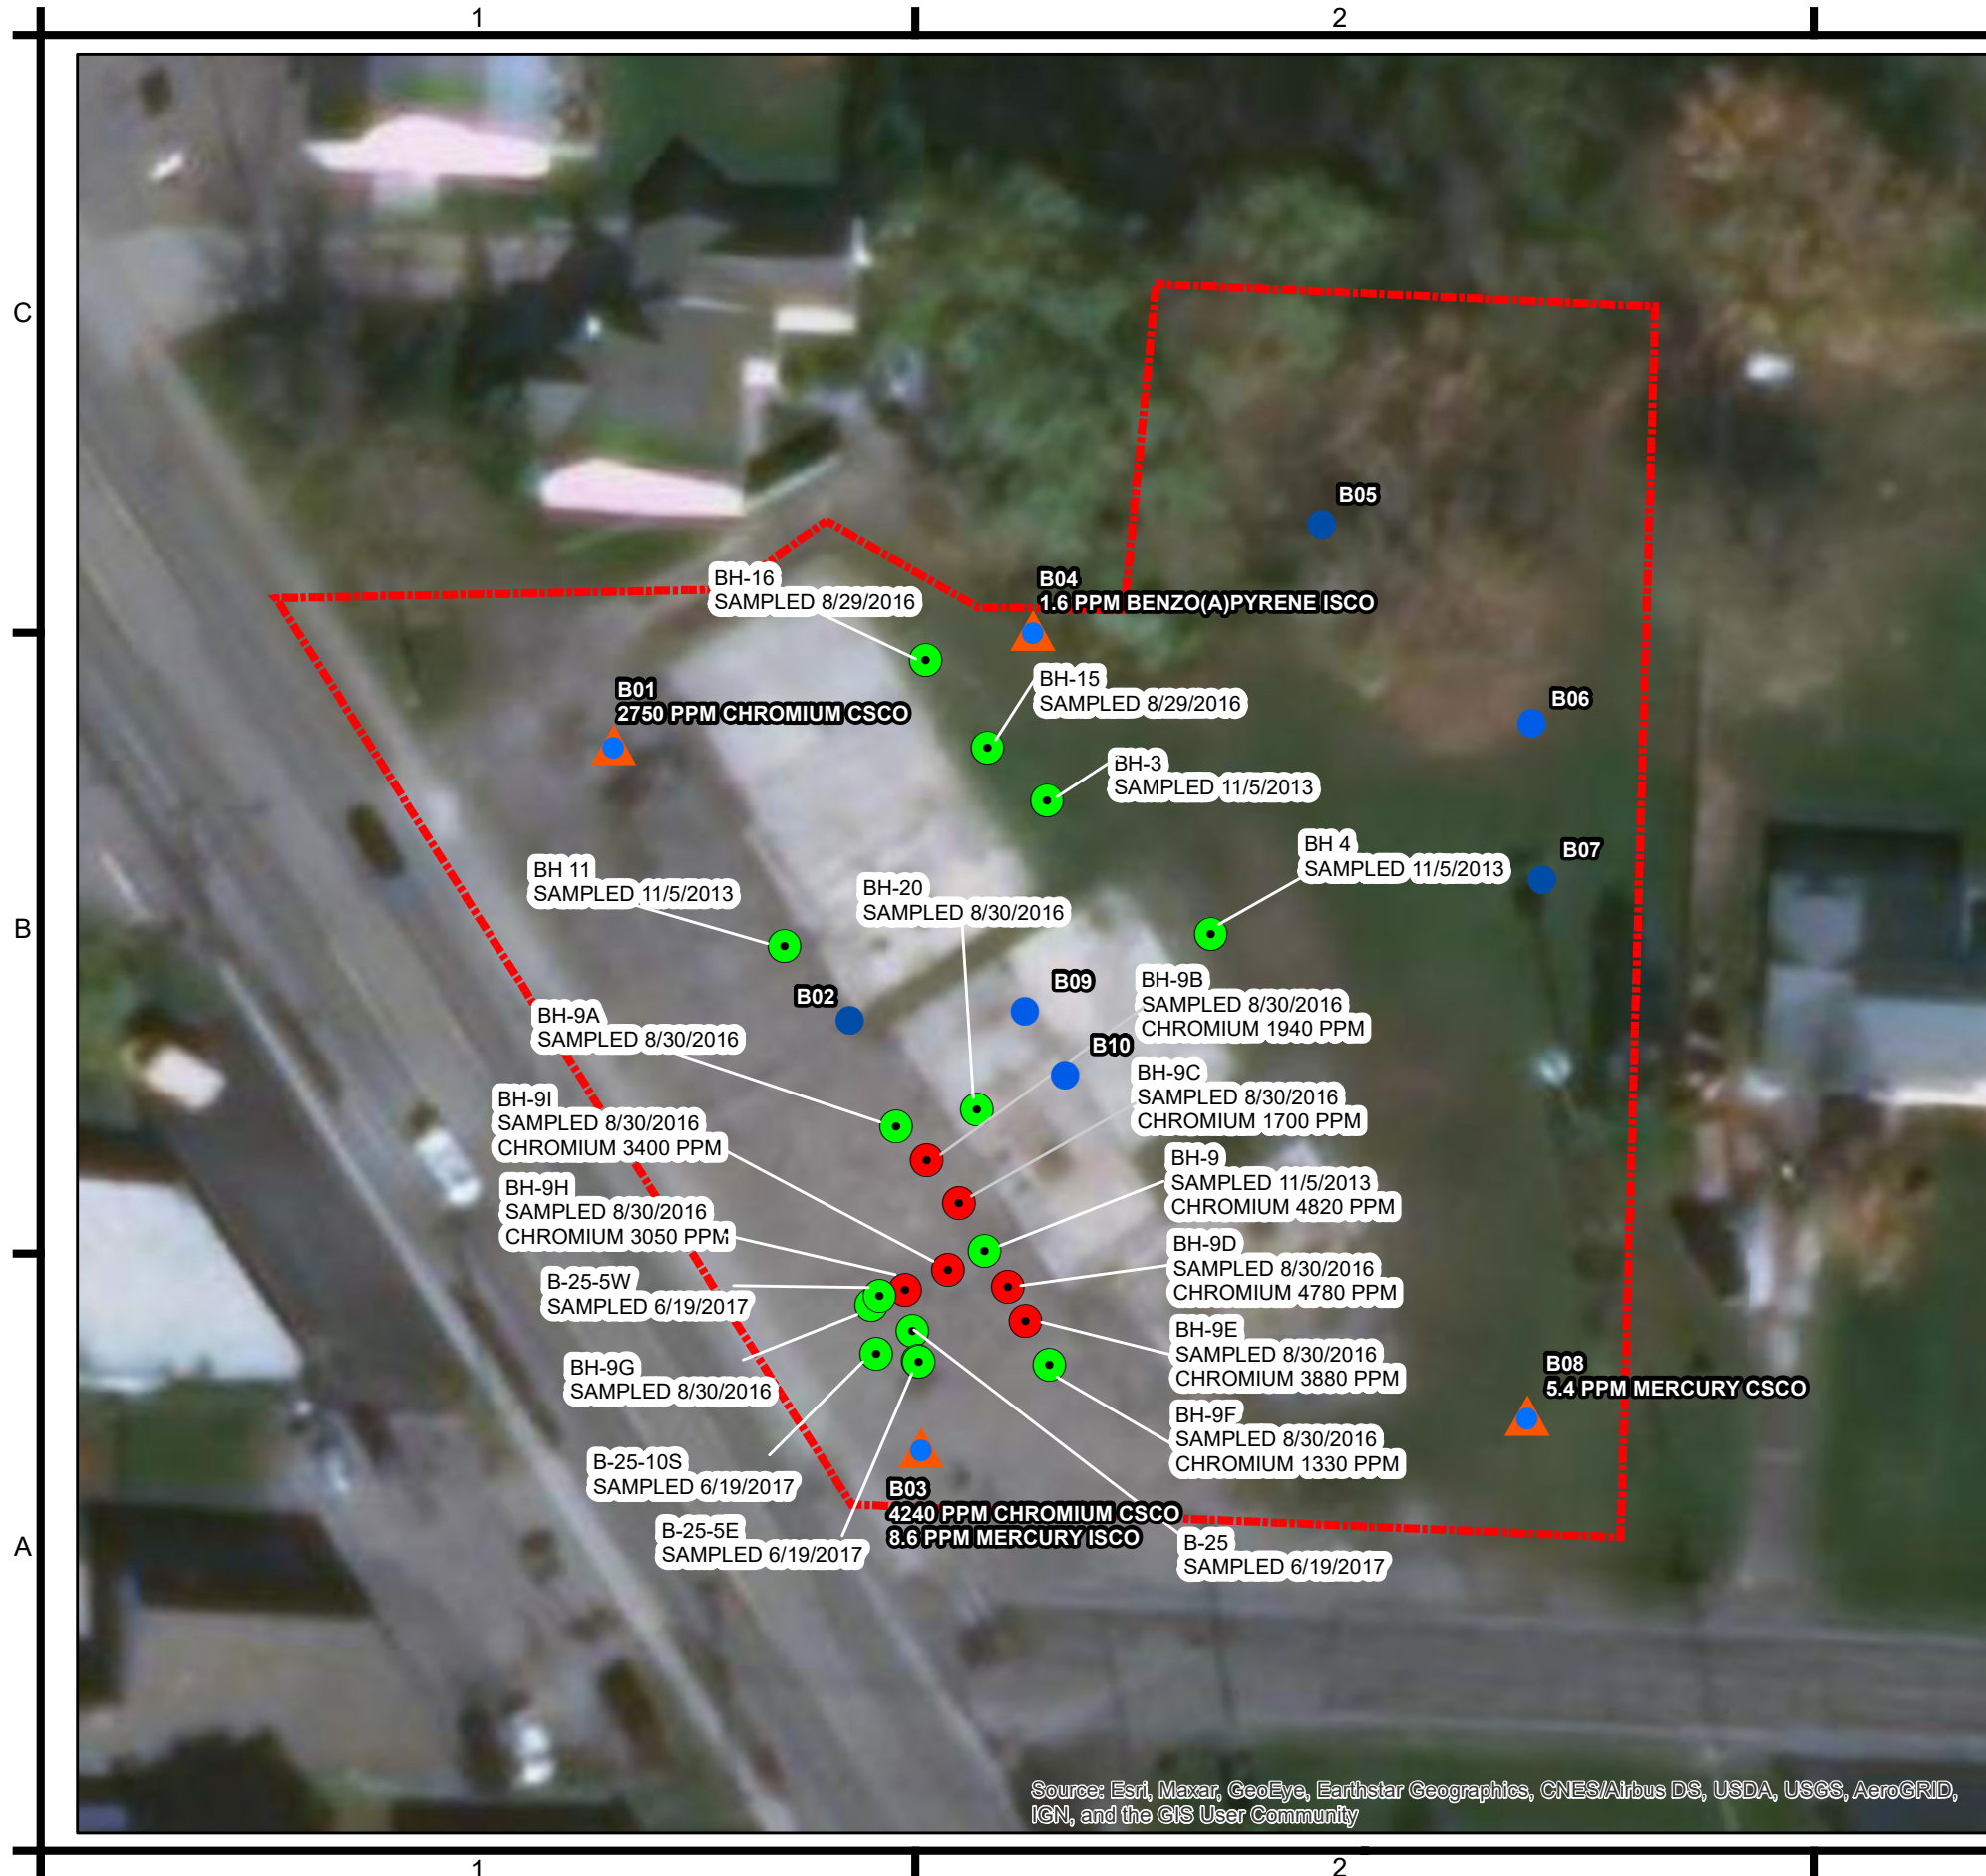 1
2
C
B05
BH-16
SAMPLED 8/29/2016
B04
1.6 PPM BENZO(A)PYRENE ISCO
B01
2750 PPM CHROMIUM CSCO
BH-15
SAMPLED 8/29/2016
B06
BH-3
SAMPLED 11/5/2013
BH 4
SAMPLED 11/5/2013
B07
BH 11
SAMPLED 11/5/2013
BH-20
SAMPLED 8/30/2016
B
B02
B09
BH-9B
SAMPLED 8/30/2016
CHROMIUM 1940 PPM
BH-9A
SAMPLED 8/30/2016
B10
BH-9C
SAMPLED 8/30/2016
CHROMIUM 1700 PPM
BH-9I
SAMPLED 8/30/2016
CHROMIUM 3400 PPM
BH-9
SAMPLED 11/5/2013
CHROMIUM 4820 PPM
BH-9H
SAMPLED 8/30/2016
CHROMIUM 3050 PPM
BH-9D
SAMPLED 8/30/2016
CHROMIUM 4780 PPM
B-25-5W
SAMPLED 6/19/2017
BH-9E
SAMPLED 8/30/2016
CHROMIUM 3880 PPM
BH-9G
SAMPLED 8/30/2016
B08
5.4 PPM MERCURY CSCO
BH-9F
SAMPLED 8/30/2016
CHROMIUM 1330 PPM
B-25-10S
SAMPLED 6/19/2017
B03
4240 PPM CHROMIUM CSCO
8.6 PPM MERCURY ISCO
B-25-5E
SAMPLED 6/19/2017
B-25
SAMPLED 6/19/2017
A
Source: Esri, Maxar, GeoEye, Earthstar Geographics, CNES/Airbus DS, USDA, USGS, AeroGRID,
IGN, and the GIS User Community
1
2